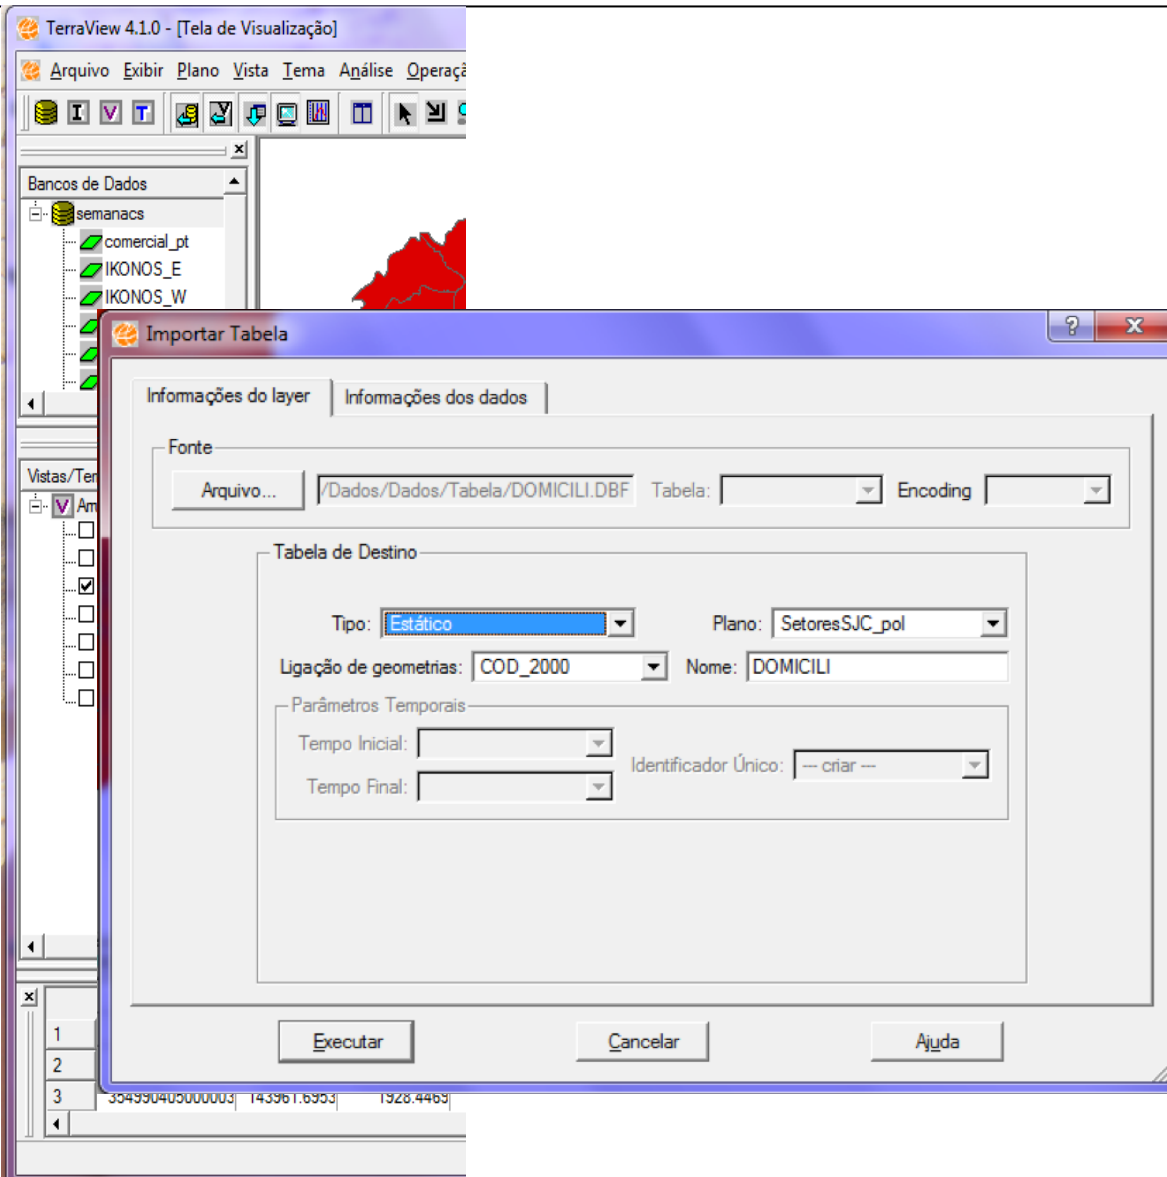 TerraView 4.1.0 - [Tela de Visualização]
Arquivo Exibir Plano Vista Tema Análise Operaçã
I V T
Bancos de Dados
semanacs
comercial_pt
IKONOS_E
IKONOS_W
Importar Tabela
Informações do layer Informações dos dados
Fonte
Arquivo... /Dados/Dados/Tabela/DOMICILI.DBF Tabela: Encoding
Vistas/Ter
V Am
Tabela de Destino
Tipo: Estático Plano: SetoresSJC_pol
Ligação de geometrias: COD_2000 Nome: DOMICILI
Parâmetros Temporais
Tempo Inicial:
Identificador Único: --- criar ---
Tempo Final:
Executar Cancelar Ajuda
1
2
3 354990405000003 143961.6953 1928.4469